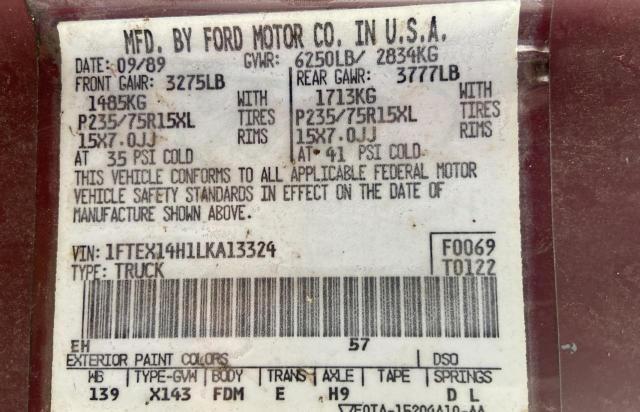 MFD. BY FORD MOTOR CO. IN U.S.A.
DATE: 09/89 GVWR: 6250LB/ 2834KG
FRONT GAWR: 3275LB REAR GAWR: 3777LB
1485KG WITH 1713KG WITH
P235/75R15XL TIRES P235/75R15XL TIRES
15X7.0JJ RIMS 15X7.0JJ RIMS
AT 35 PSI COLD AT 41 PSI COLD
THIS VEHICLE CONFORMS TO ALL APPLICABLE FEDERAL MOTOR
VEHICLE SAFETY STANDARDS IN EFFECT ON THE DATE OF
MANUFACTURE SHOWN ABOVE.
VIN: 1FTEX14H1LKA13324 F0069
TYPE: TRUCK T0122
EH 57
EXTERIOR PAINT COLORS DSO
WB TYPE-GVW BODY TRANS AXLE TAPE SPRINGS
139 X143 FDM E H9 D L